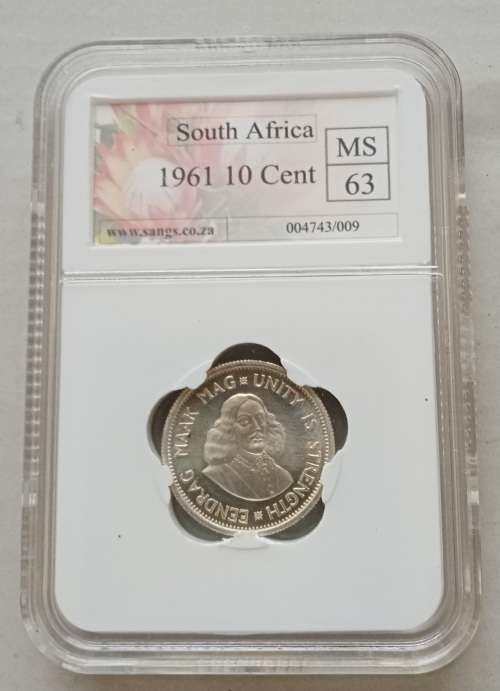 South Africa
MS
1961 10 Cent
63
www.sangs.co.za
004743/009
EENDRAG MAAK MAG * UNITY IS STRENGTH *